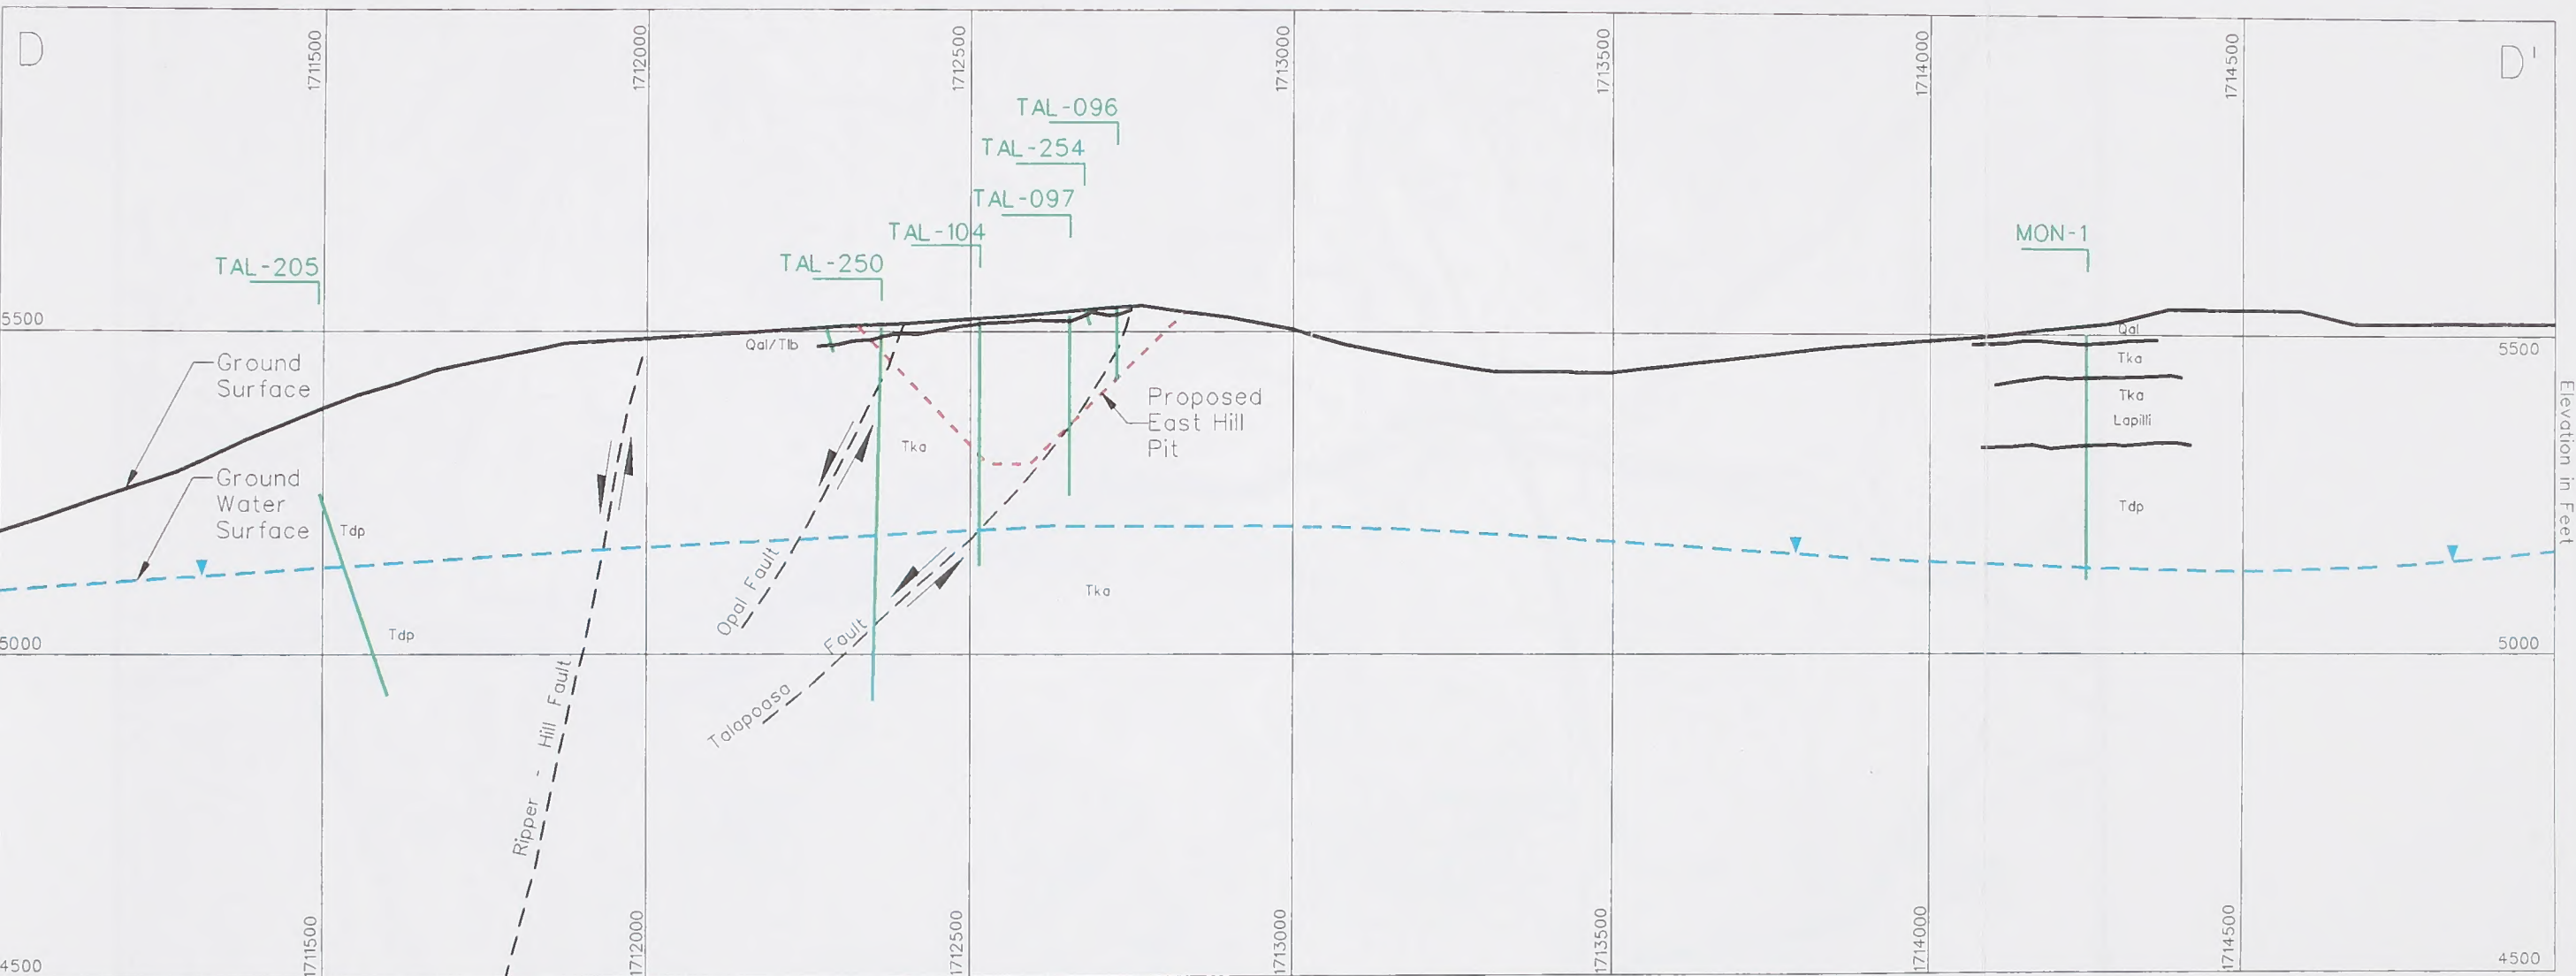 D
1711500
1712000
1712500
1713000
1713500
1714000
1714500
D'
TAL-096
TAL-254
TAL-097
TAL-104
TAL-250
TAL-205
MON-1
5500
5500
Qal/Tlb
Qal
Tka
Tka
Lapilli
Tdp
Ground
Surface
Ground
Water
Surface
Tka
Proposed
East Hill
Pit
Tdp
Tdp
Tka
Opal Fault
Talapoasa Fault
Ripper - Hill Fault
5000
5000
Elevation in Feet
4500
4500
1711500
1712000
1712500
1713000
1713500
1714000
1714500